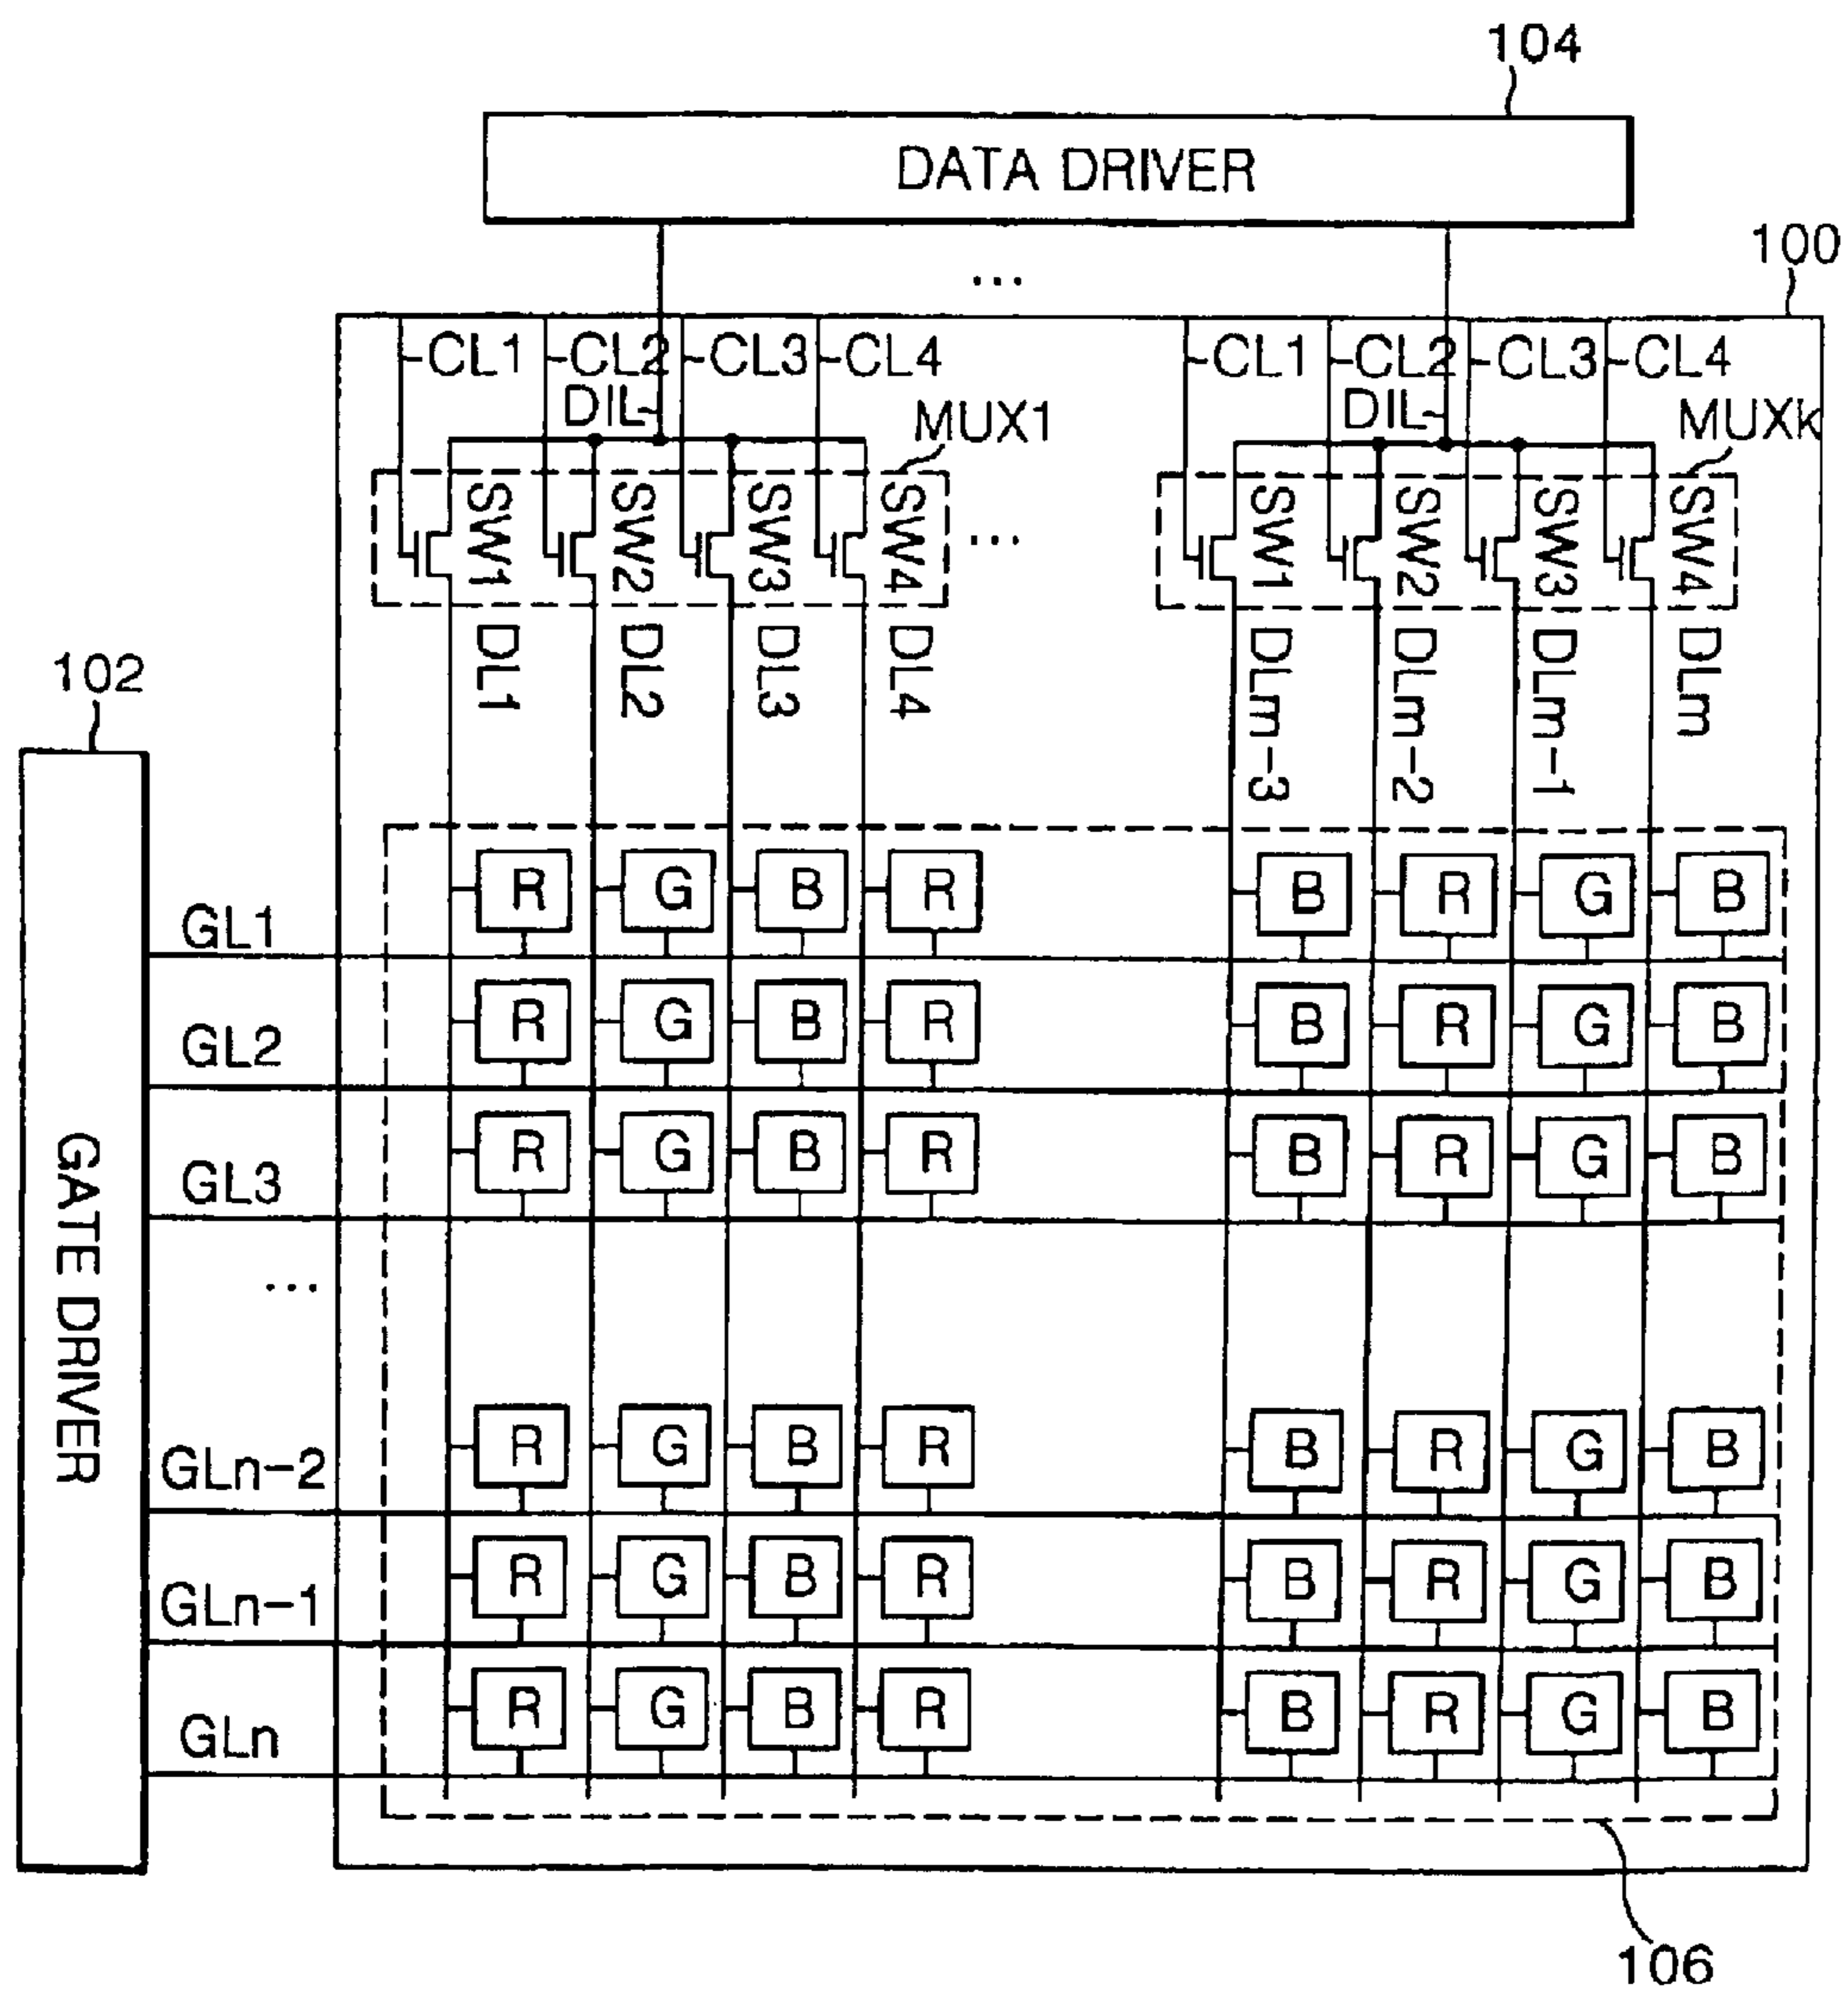 104
DATA DRIVER
100
...
CL1 CL2 CL3 CL4 CL1 CL2 CL3 CL4
DIL MUX1 DIL MUXk
SW1 SW2 SW3 SW4 ... SW1 SW2 SW3 SW4
DL1 DL2 DL3 DL4 DLm-3 DLm-2 DLm-1 DLm
102
GATE DRIVER
R G B R B R G B
GL1
R G B R B R G B
GL2
R G B R B R G B
GL3
...
R G B R B R G B
GLn-2
R G B R B R G B
GLn-1
R G B R B R G B
GLn
106